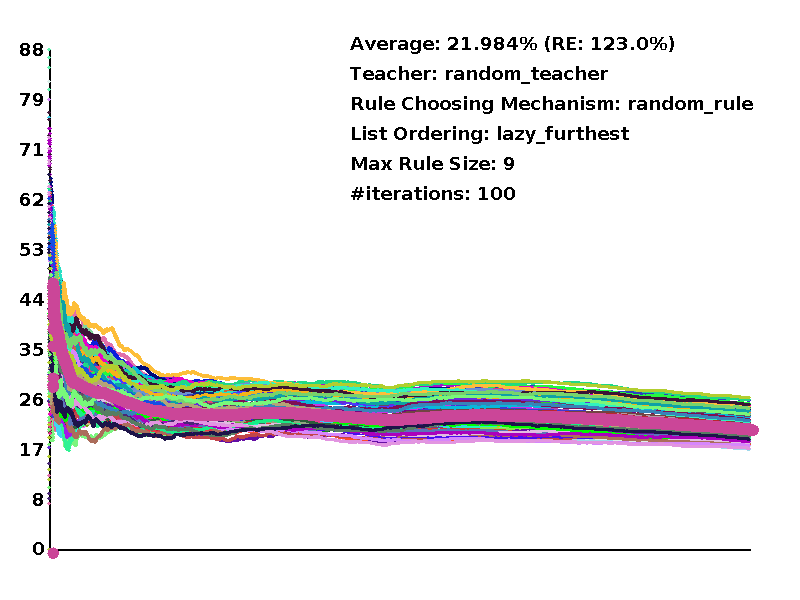 Average: 21.984% (RE: 123.0%)
Teacher: random_teacher
Rule Choosing Mechanism: random_rule
List Ordering: lazy_furthest
Max Rule Size: 9
#iterations: 100
88
79
71
62
53
44
35
26
17
8
0